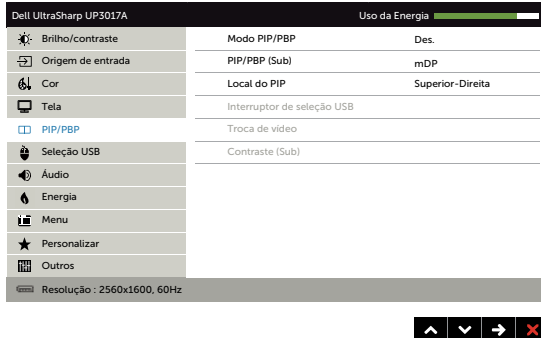 Dell UltraSharp UP3017A Uso da Energia
Brilho/contraste Modo PIP/PBP Des.
Origem de entrada PIP/PBP (Sub) mDP
Cor Local do PIP Superior-Direita
Tela Interruptor de seleção USB
PIP/PBP Troca de vídeo
Seleção USB Contraste (Sub)
Áudio
Energia
Menu
Personalizar
Outros
Resolução : 2560x1600, 60Hz